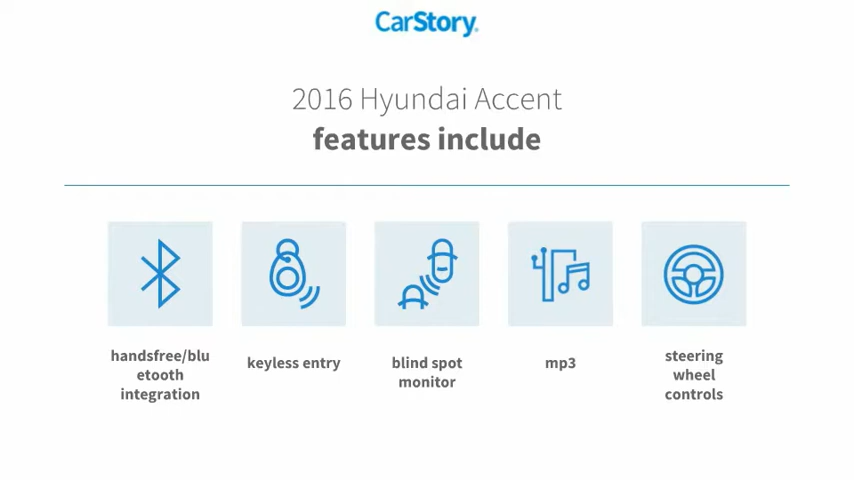 CarStory.
2016 Hyundai Accent
features include
handsfree/blu
etooth
integration
keyless entry
blind spot
monitor
mp3
steering
wheel
controls